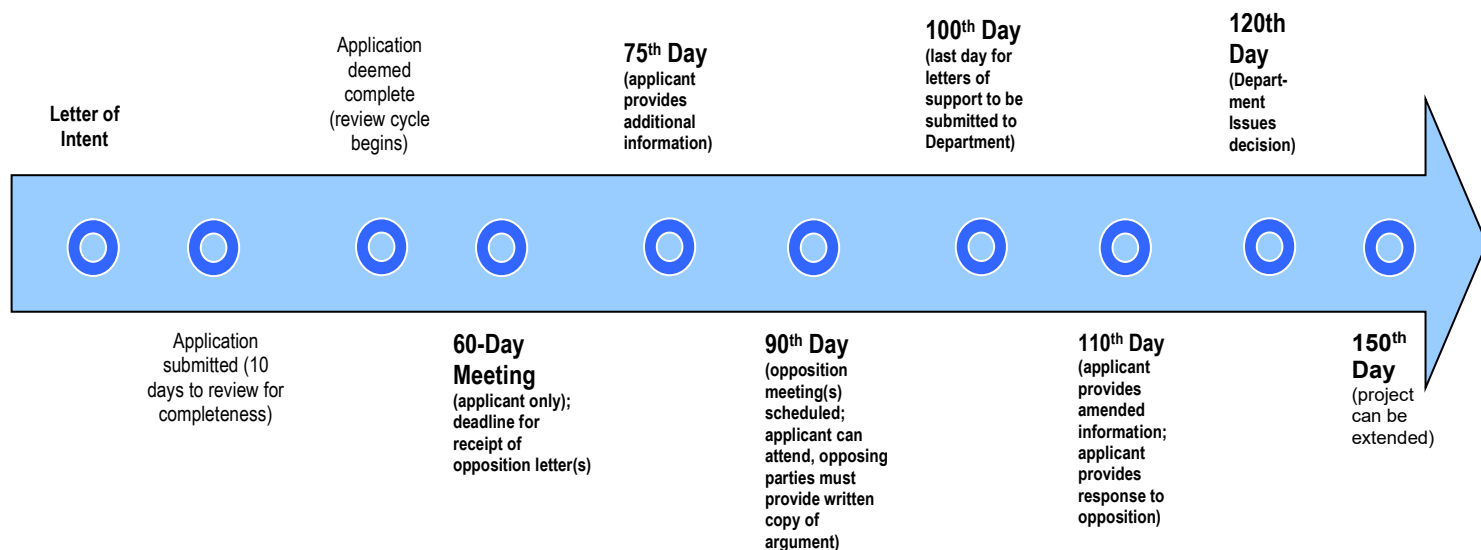 Letter of
Intent
Application
submitted (10
days to review for
completeness)
Application
deemed
complete
(review cycle
begins)
60-Day
Meeting
(applicant only);
deadline for
receipt of
opposition letter(s)
75th Day
(applicant
provides
additional
information)
90th Day
(opposition
meeting(s)
scheduled;
applicant can
attend, opposing
parties must
provide written
copy of
argument)
100th Day
(last day for
letters of
support to be
submitted to
Department)
110th Day
(applicant
provides
amended
information;
applicant
provides
response to
opposition)
120th
Day
(Depart-
ment
Issues
decision)
150th
Day
(project
can be
extended)